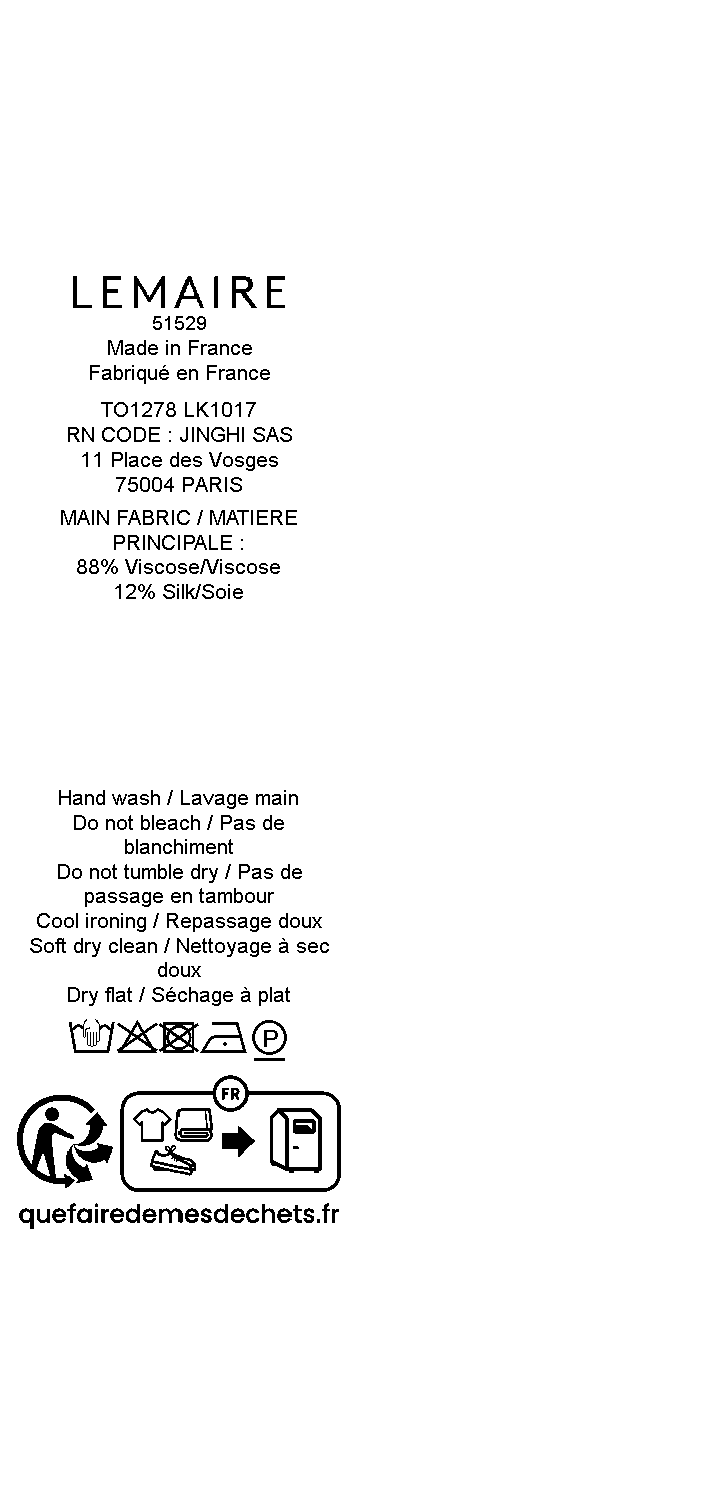 LEMAIRE
51529
Made in France
Fabriqué en France
TO1278 LK1017
RN CODE : JINGHI SAS
11 Place des Vosges
75004 PARIS
MAIN FABRIC / MATIERE
PRINCIPALE :
88% Viscose/Viscose
12% Silk/Soie
Hand wash / Lavage main
Do not bleach / Pas de
blanchiment
Do not tumble dry / Pas de
passage en tambour
Cool ironing / Repassage doux
Soft dry clean / Nettoyage à sec
doux
Dry flat / Séchage à plat
P
FR
quefairedemesdechets.fr